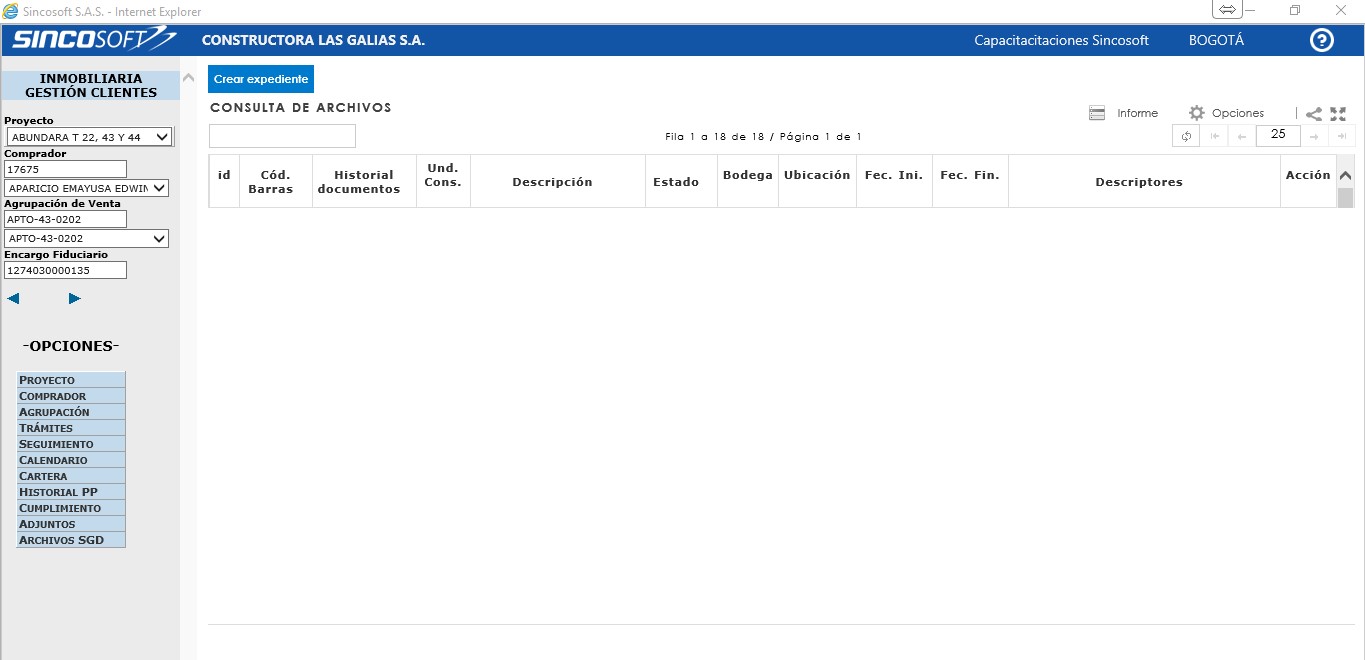 Sincosoft S.A.S. - Internet Explorer
SINCOSOFT CONSTRUCTORA LAS GALIAS S.A. Capacitacitaciones Sincosoft BOGOTÁ ?
INMOBILIARIA
GESTIÓN CLIENTES
Proyecto
ABUNDARA T 22, 43 Y 44
Comprador
17675
APARICIO EMAYUSA EDWIN
Agrupación de Venta
APTO-43-0202
APTO-43-0202
Encargo Fiduciario
1274030000135
-OPCIONES-
PROYECTO
COMPRADOR
AGRUPACIÓN
TRÁMITES
SEGUIMIENTO
CALENDARIO
CARTERA
HISTORIAL PP
CUMPLIMIENTO
ADJUNTOS
ARCHIVOS SGD
Crear expediente
CONSULTA DE ARCHIVOS
Informe Opciones |
Fila 1 a 18 de 18 / Página 1 de 1
25
id
Cód. Barras
Historial documentos
Und. Cons.
Descripción
Estado
Bodega
Ubicación
Fec. Ini.
Fec. Fin.
Descriptores
Acción